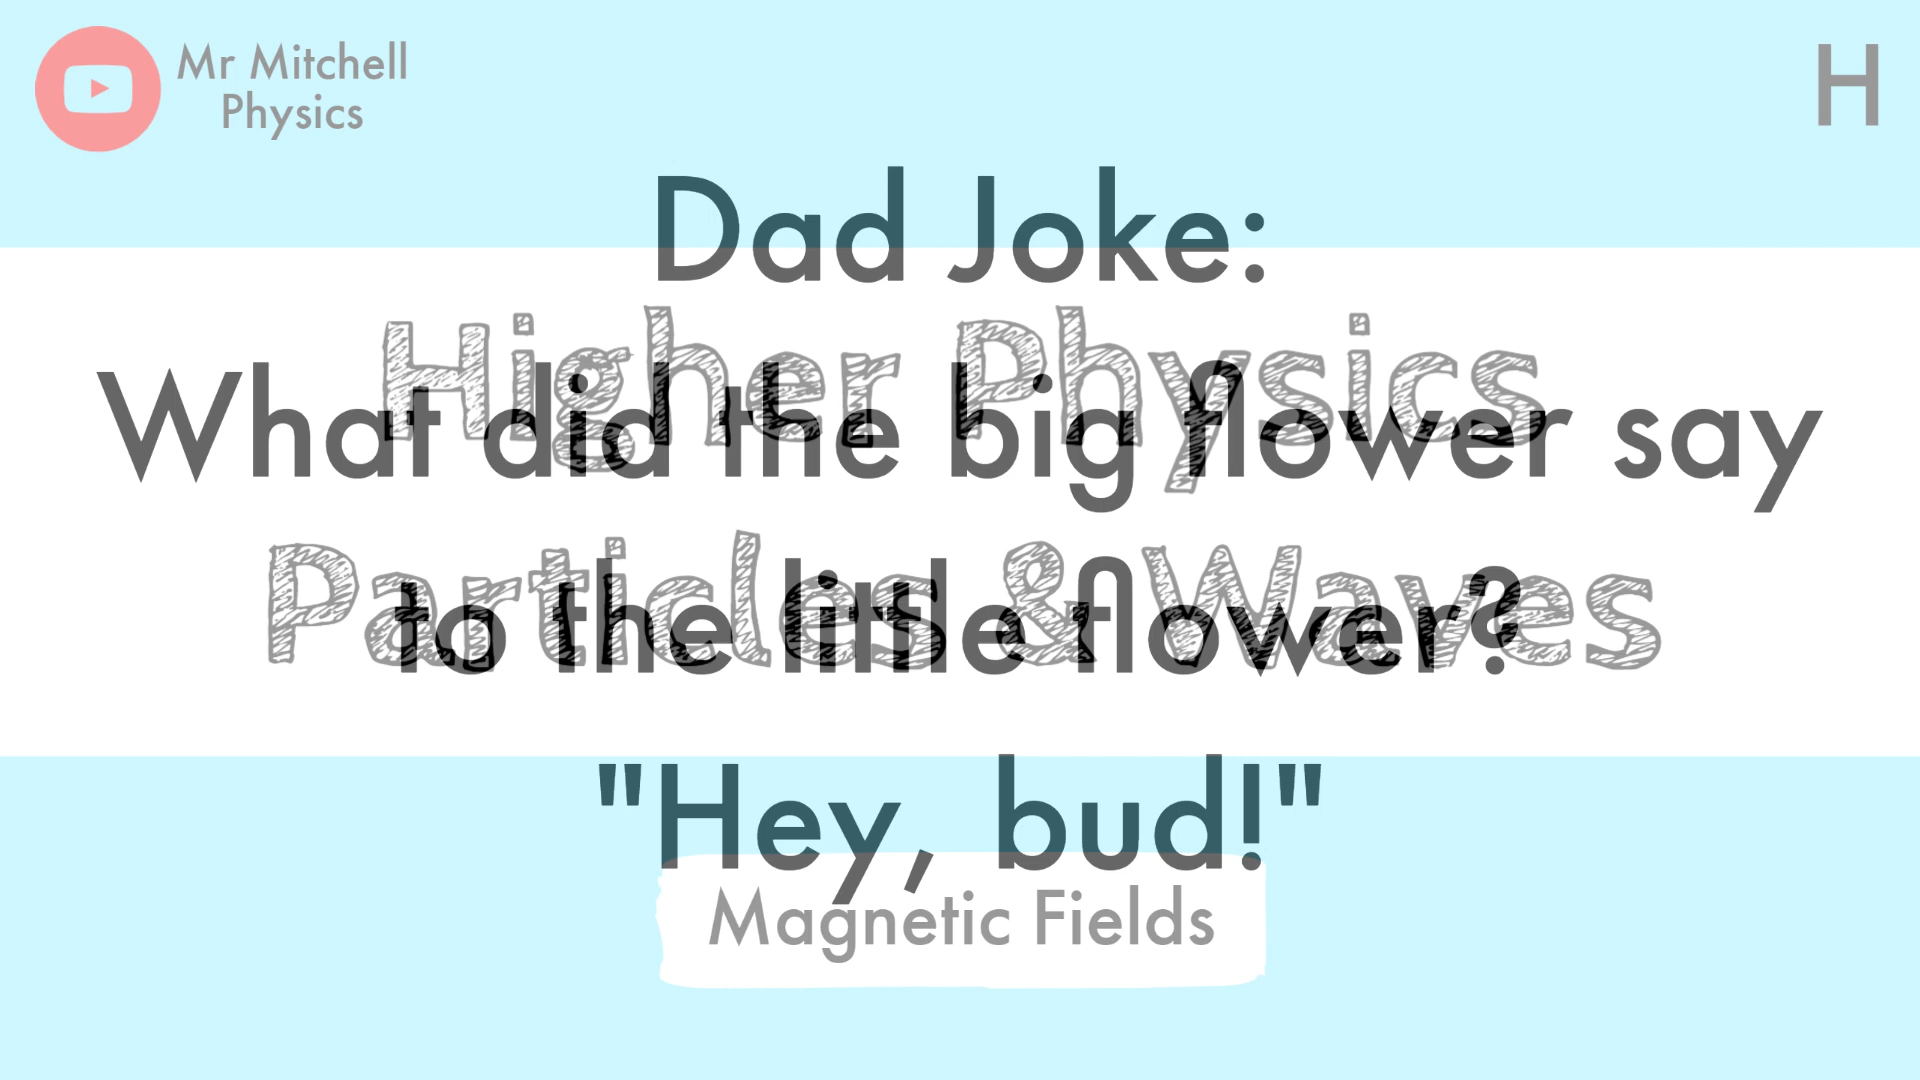 Mr Mitchell
Physics
H
Dad Joke:
Higher Physics
What did the big flower say
Particles & Waves
to the little flower?
"Hey, bud!"
Magnetic Fields